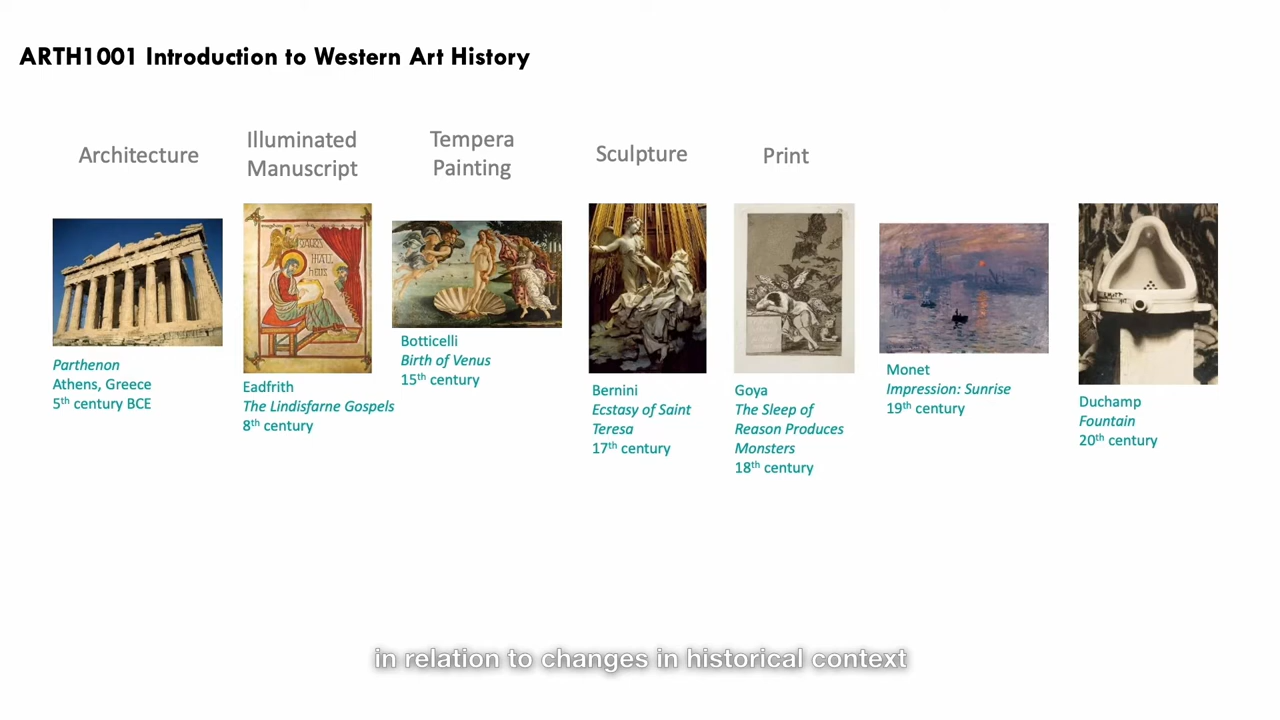 ARTH1001 Introduction to Western Art History
Architecture
Illuminated
Manuscript
Tempera
Painting
Sculpture
Print
Parthenon
Athens, Greece
5th century BCE
Eadfrith
The Lindisfarne Gospels
8th century
Botticelli
Birth of Venus
15th century
Bernini
Ecstasy of Saint
Teresa
17th century
Goya
The Sleep of
Reason Produces
Monsters
18th century
Monet
Impression: Sunrise
19th century
Duchamp
Fountain
20th century
in relation to changes in historical context